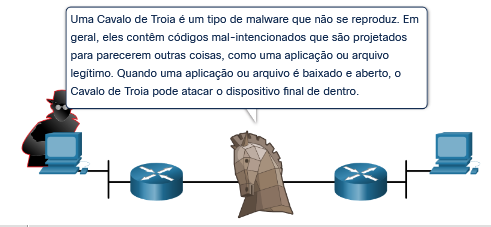 Uma Cavalo de Troia é um tipo de malware que não se reproduz. Em
geral, eles contêm códigos mal-intencionados que são projetados
para parecerem outras coisas, como uma aplicação ou arquivo
legítimo. Quando uma aplicação ou arquivo é baixado e aberto, o
Cavalo de Troia pode atacar o dispositivo final de dentro.